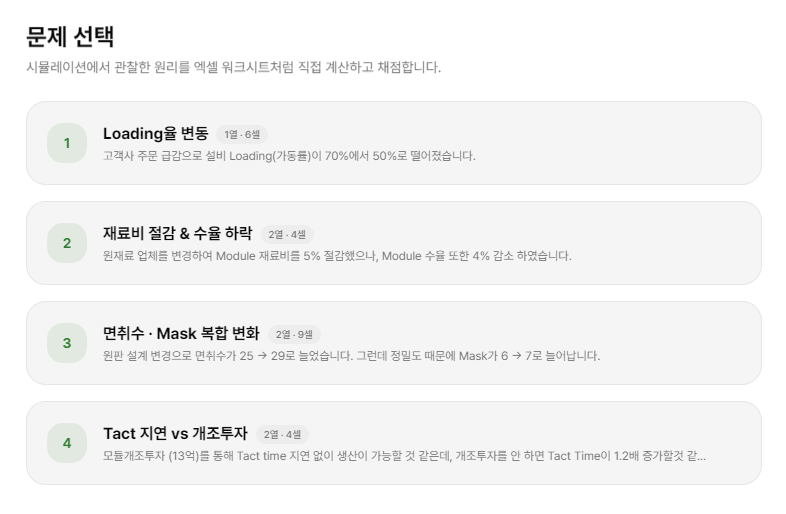 문제 선택
시뮬레이션에서 관찰한 원리를 엑셀 워크시트처럼 직접 계산하고 채점합니다.
1
Loading율 변동 1열 · 6셀
고객사 주문 급감으로 설비 Loading(가동률)이 70%에서 50%로 떨어졌습니다.
2
재료비 절감 & 수율 하락 2열 · 4셀
원재료 업체를 변경하여 Module 재료비를 5% 절감했으나, Module 수율 또한 4% 감소 하였습니다.
3
면취수 · Mask 복합 변화 2열 · 9셀
원판 설계 변경으로 면취수가 25 → 29로 늘었습니다. 그런데 정밀도 때문에 Mask가 6 → 7로 늘어납니다.
4
Tact 지연 vs 개조투자 2열 · 4셀
모듈개조투자 (13억)를 통해 Tact time 지연 없이 생산이 가능할 것 같은데, 개조투자를 안 하면 Tact Time이 1.2배 증가할것 같...